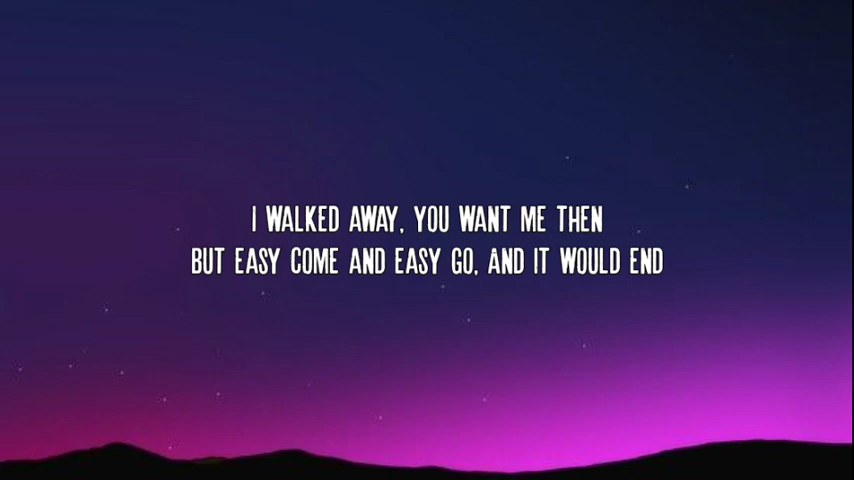 I WALKED AWAY, YOU WANT ME THEN
BUT EASY COME AND EASY GO, AND IT WOULD END